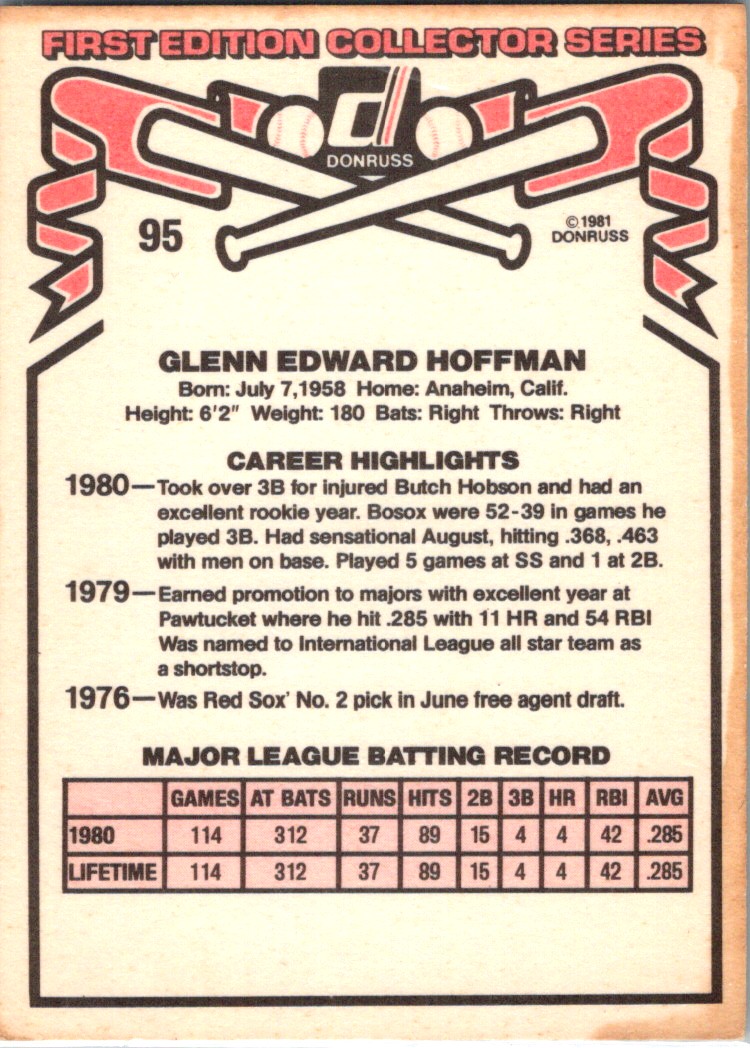 FIRST EDITION COLLECTOR SERIES
d
DONRUSS
95
© 1981
DONRUSS
GLENN EDWARD HOFFMAN
Born: July 7,1958 Home: Anaheim, Calif.
Height: 6'2" Weight: 180 Bats: Right Throws: Right
CAREER HIGHLIGHTS
1980—Took over 3B for injured Butch Hobson and had an
excellent rookie year. Bosox were 52-39 in games he
played 3B. Had sensational August, hitting .368, .463
with men on base. Played 5 games at SS and 1 at 2B.
1979—Earned promotion to majors with excellent year at
Pawtucket where he hit .285 with 11 HR and 54 RBI
Was named to International League all star team as
a shortstop.
1976—Was Red Sox' No. 2 pick in June free agent draft.
MAJOR LEAGUE BATTING RECORD
GAMES AT BATS RUNS HITS 2B 3B HR RBI AVG
1980 114 312 37 89 15 4 4 42 .285
LIFETIME 114 312 37 89 15 4 4 42 .285